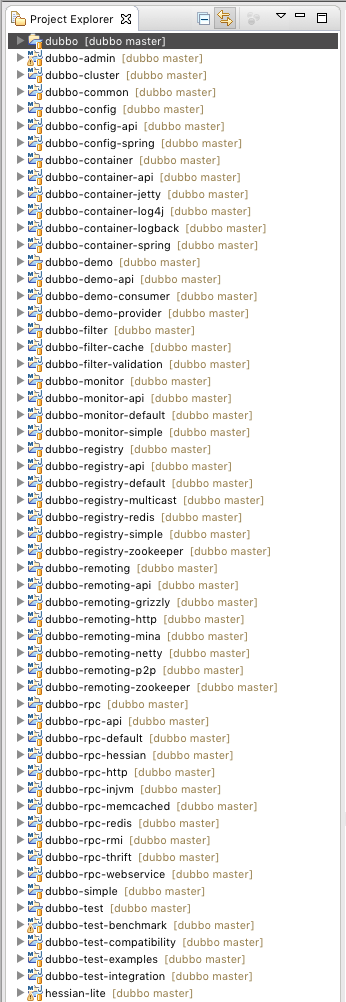 Project Explorer
dubbo [dubbo master]
dubbo-admin [dubbo master]
dubbo-cluster [dubbo master]
dubbo-common [dubbo master]
dubbo-config [dubbo master]
dubbo-config-api [dubbo master]
dubbo-config-spring [dubbo master]
dubbo-container [dubbo master]
dubbo-container-api [dubbo master]
dubbo-container-jetty [dubbo master]
dubbo-container-log4j [dubbo master]
dubbo-container-logback [dubbo master]
dubbo-container-spring [dubbo master]
dubbo-demo [dubbo master]
dubbo-demo-api [dubbo master]
dubbo-demo-consumer [dubbo master]
dubbo-demo-provider [dubbo master]
dubbo-filter [dubbo master]
dubbo-filter-cache [dubbo master]
dubbo-filter-validation [dubbo master]
dubbo-monitor [dubbo master]
dubbo-monitor-api [dubbo master]
dubbo-monitor-default [dubbo master]
dubbo-monitor-simple [dubbo master]
dubbo-registry [dubbo master]
dubbo-registry-api [dubbo master]
dubbo-registry-default [dubbo master]
dubbo-registry-multicast [dubbo master]
dubbo-registry-redis [dubbo master]
dubbo-registry-simple [dubbo master]
dubbo-registry-zookeeper [dubbo master]
dubbo-remoting [dubbo master]
dubbo-remoting-api [dubbo master]
dubbo-remoting-grizzly [dubbo master]
dubbo-remoting-http [dubbo master]
dubbo-remoting-mina [dubbo master]
dubbo-remoting-netty [dubbo master]
dubbo-remoting-p2p [dubbo master]
dubbo-remoting-zookeeper [dubbo master]
dubbo-rpc [dubbo master]
dubbo-rpc-api [dubbo master]
dubbo-rpc-default [dubbo master]
dubbo-rpc-hessian [dubbo master]
dubbo-rpc-http [dubbo master]
dubbo-rpc-injvm [dubbo master]
dubbo-rpc-memcached [dubbo master]
dubbo-rpc-redis [dubbo master]
dubbo-rpc-rmi [dubbo master]
dubbo-rpc-thrift [dubbo master]
dubbo-rpc-webservice [dubbo master]
dubbo-simple [dubbo master]
dubbo-test [dubbo master]
dubbo-test-benchmark [dubbo master]
dubbo-test-compatibility [dubbo master]
dubbo-test-examples [dubbo master]
dubbo-test-integration [dubbo master]
hessian-lite [dubbo master]